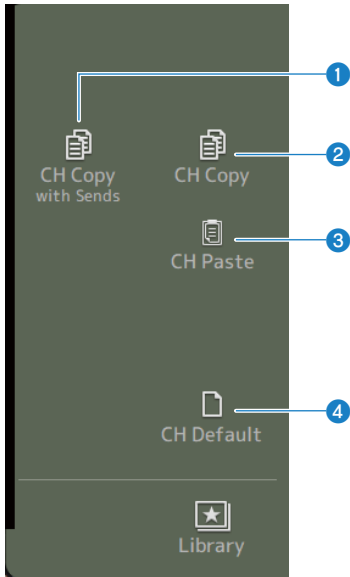 1
CH Copy
with Sends
CH Copy
2
CH Paste
3
CH Default
4
Library